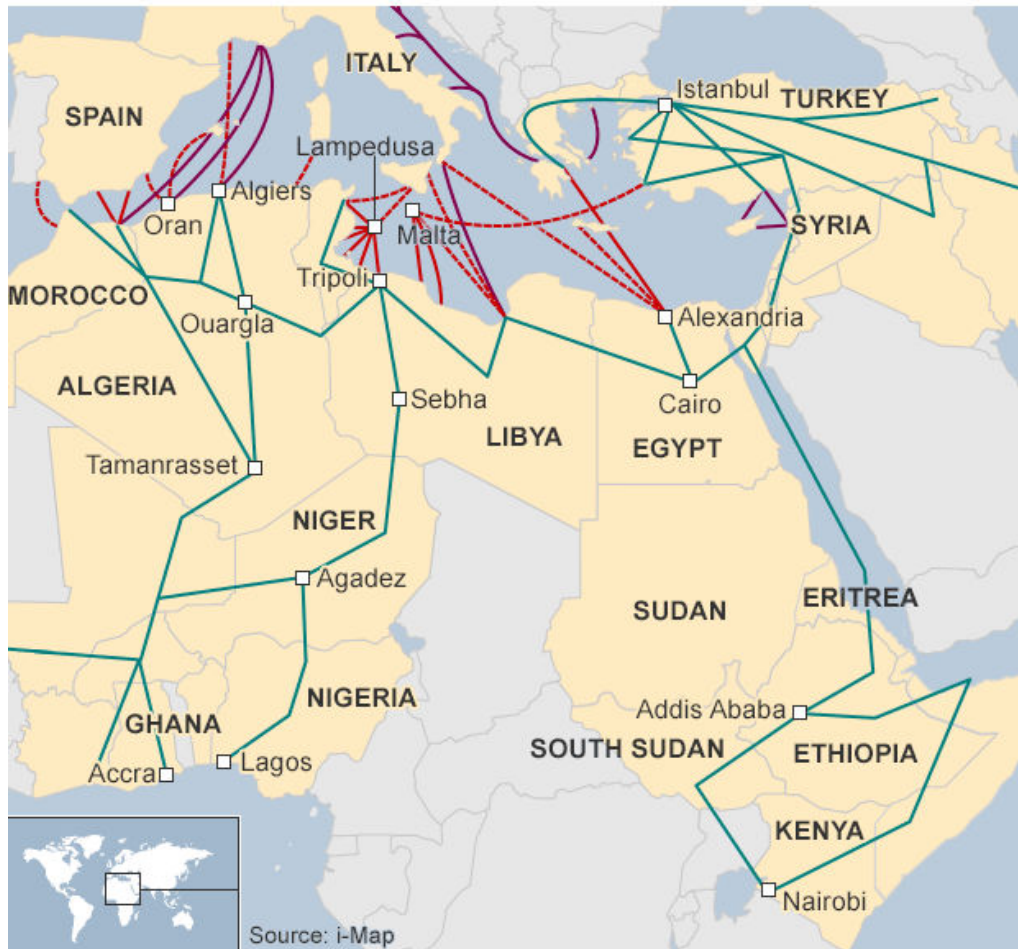 ITALY
Istanbul
TURKEY
SPAIN
Lampedusa
Algiers
Oran
Malta
SYRIA
Tripoli
MOROCCO
Ouargla
Alexandria
ALGERIA
Sebha
Cairo
LIBYA
EGYPT
Tamanrasset
NIGER
Agadez
SUDAN
ERITREA
NIGERIA
Addis Ababa
GHANA
SOUTH SUDAN
ETHIOPIA
Accra
Lagos
KENYA
Nairobi
Source: i-Map